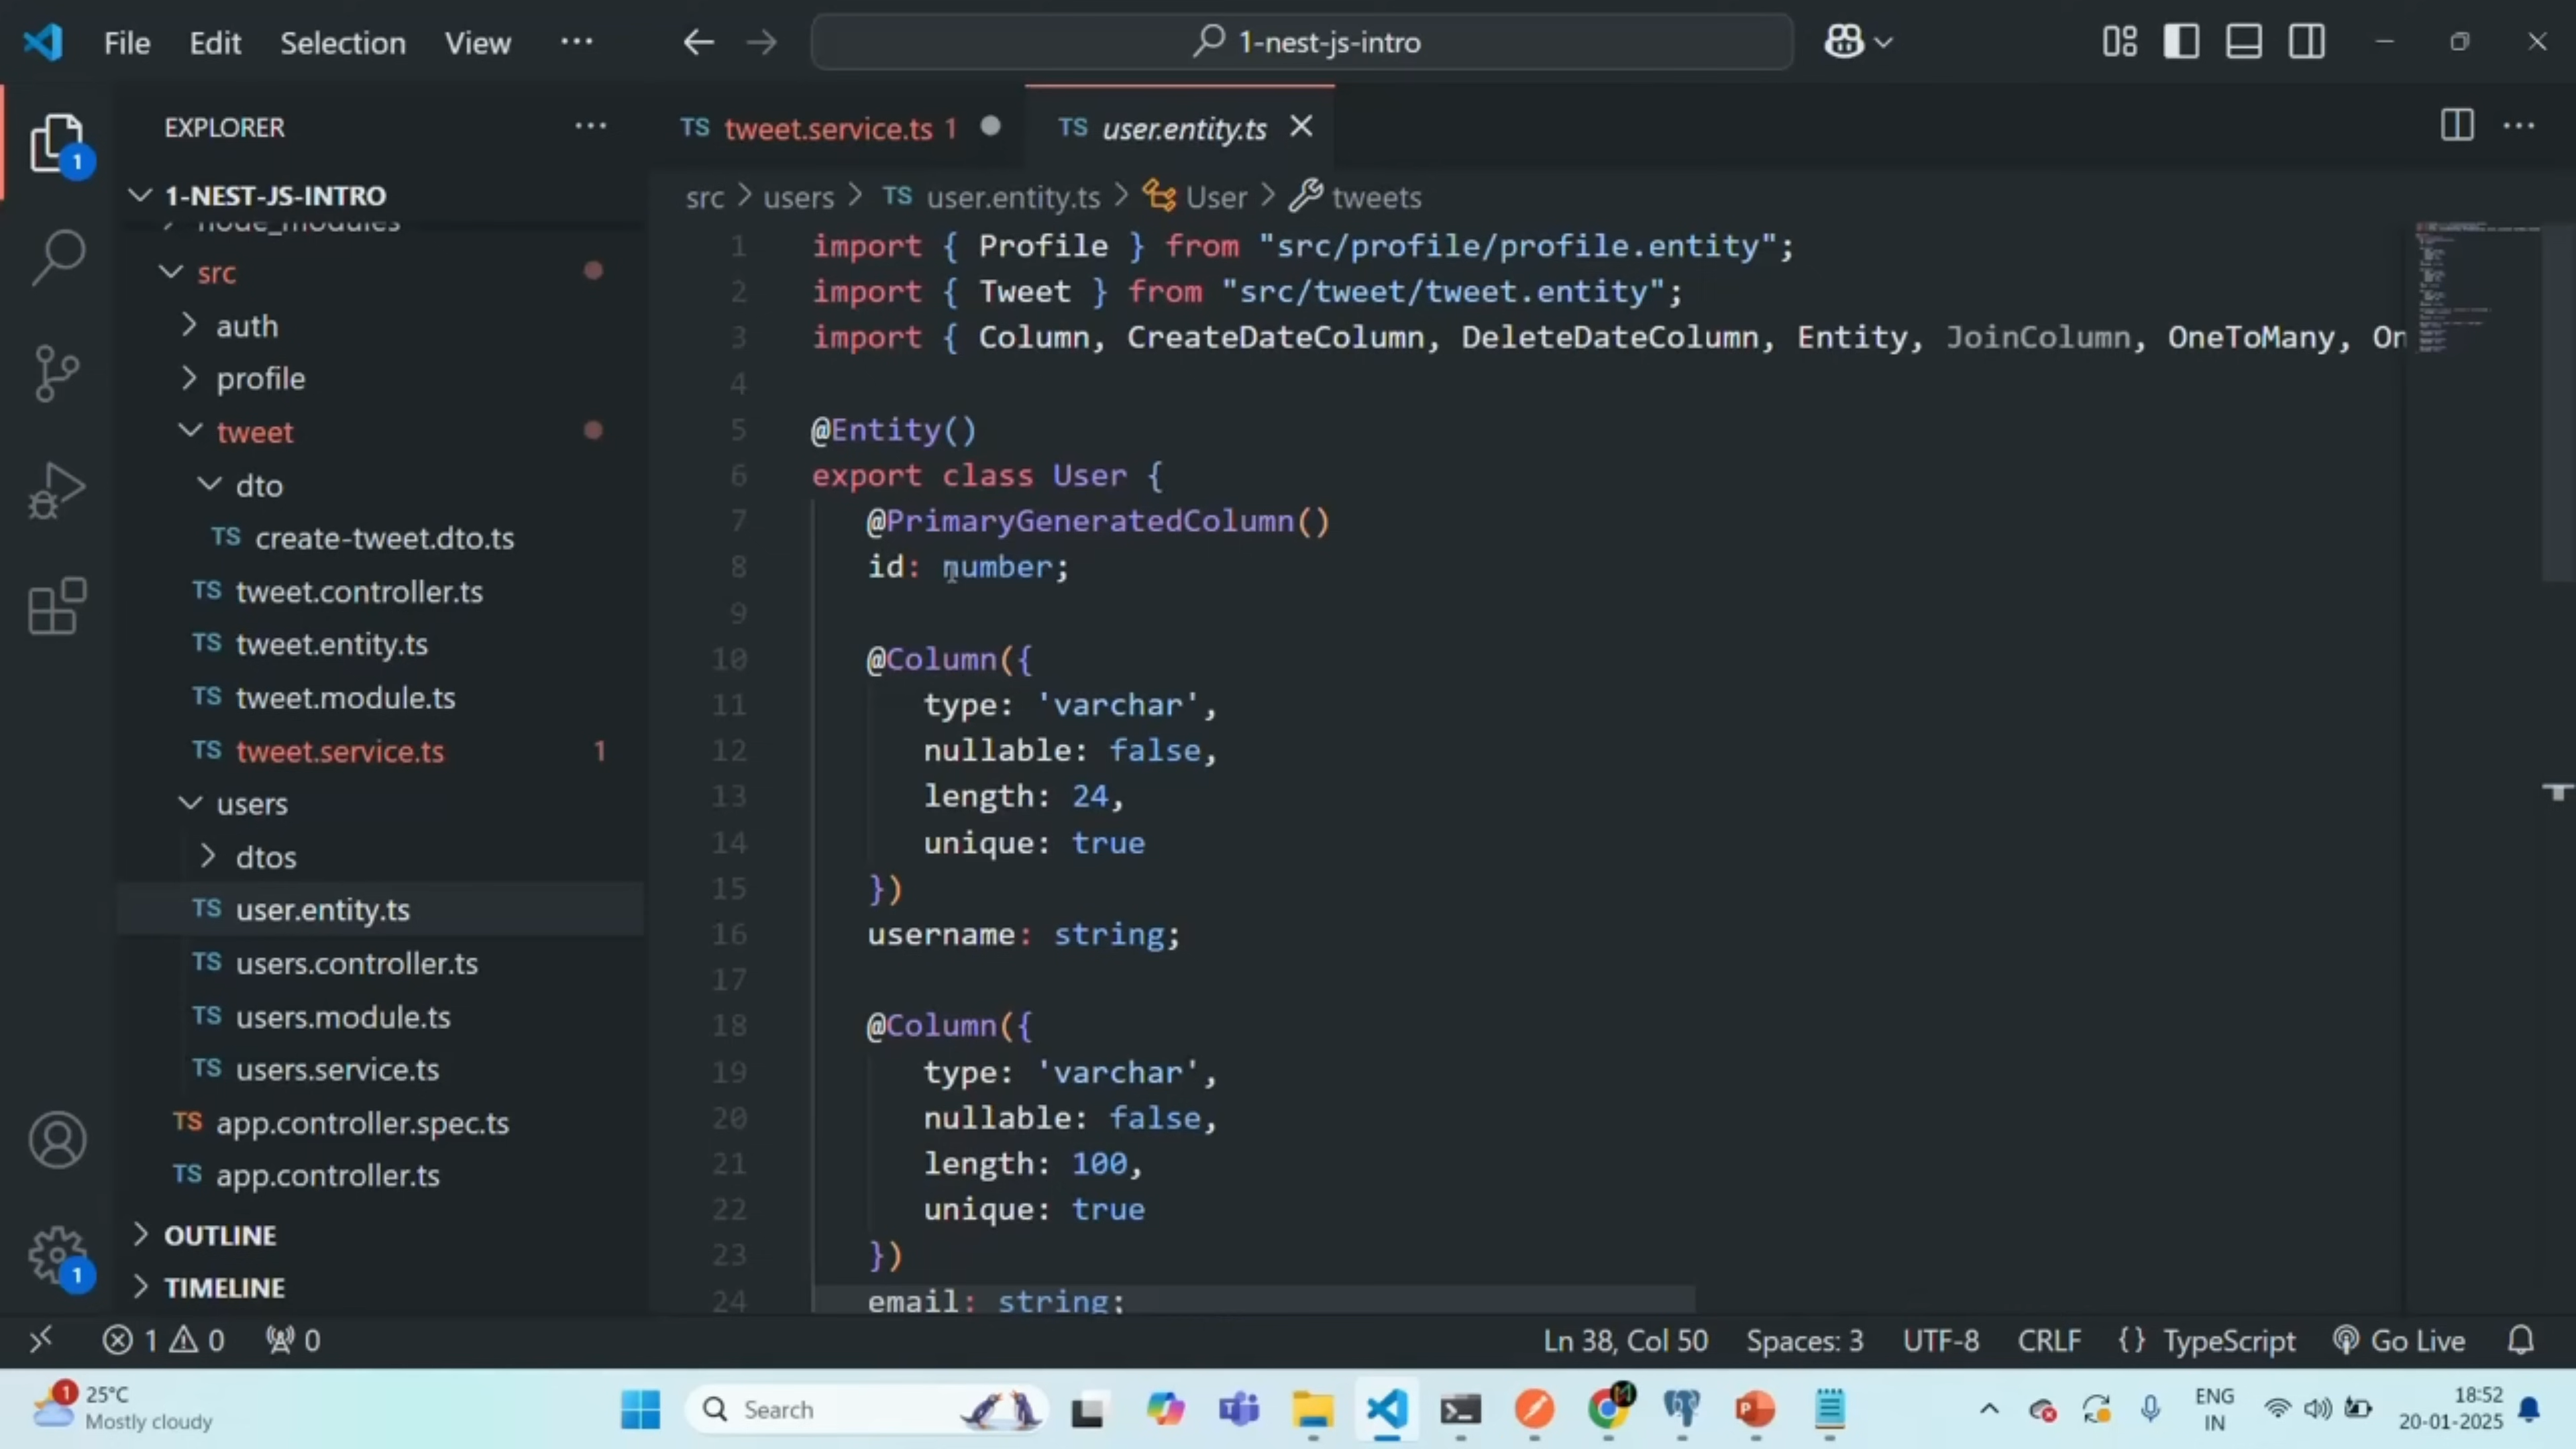 File Edit Selection View ... 1-nest-js-intro
EXPLORER ...
1-NEST-JS-INTRO
node_modules
src
auth
profile
tweet
dto
TS create-tweet.dto.ts
TS tweet.controller.ts
TS tweet.entity.ts
TS tweet.module.ts
TS tweet.service.ts 1
users
dtos
TS user.entity.ts
TS users.controller.ts
TS users.module.ts
TS users.service.ts
TS app.controller.spec.ts
TS app.controller.ts
OUTLINE
TIMELINE
1
1
TS tweet.service.ts 1 TS user.entity.ts
src > users > TS user.entity.ts > User > tweets
1 import { Profile } from "src/profile/profile.entity";
2 import { Tweet } from "src/tweet/tweet.entity";
3 import { Column, CreateDateColumn, DeleteDateColumn, Entity, JoinColumn, OneToMany, On
4
5 @Entity()
6 export class User {
7 @PrimaryGeneratedColumn()
8 id: number;
9
10 @Column({
11 type: 'varchar',
12 nullable: false,
13 length: 24,
14 unique: true
15 })
16 username: string;
17
18 @Column({
19 type: 'varchar',
20 nullable: false,
21 length: 100,
22 unique: true
23 })
24 email: string;
1 0 0 Ln 38, Col 50 Spaces: 3 UTF-8 CRLF {} TypeScript Go Live
1 25°C
Mostly cloudy
Search
ENG
IN
18:52
20-01-2025